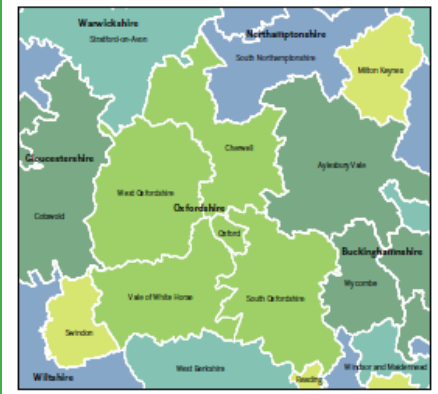 Warwickshire
Stratford-on-Avon
Northamptonshire
South Northamptonshire
Milton Keynes
Cherwell
Gloucestershire
Aylesbury Vale
West Oxfordshire
Oxfordshire
Cotswold
Oxford
Buckinghamshire
Wycombe
Vale of White Horse
South Oxfordshire
Swindon
West Berkshire
Windsor and Maidenhead
Wiltshire
Reading